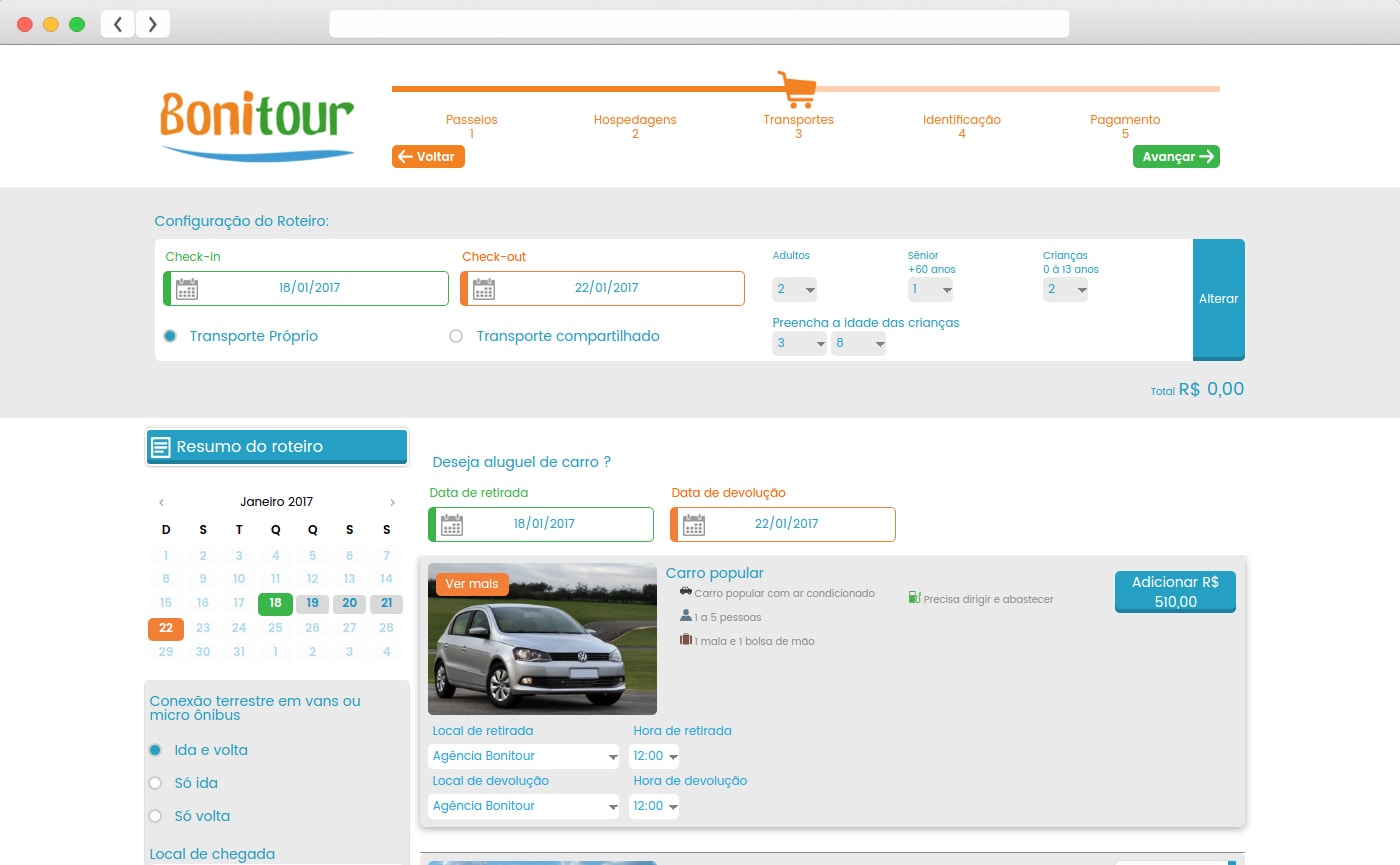 Bonitour
Passeios
1
Hospedagens
2
Transportes
3
Identificação
4
Pagamento
5
Voltar
Avançar
Configuração do Roteiro:
Check-in
18/01/2017
Check-out
22/01/2017
Adultos
2
Sênior
+60 anos
1
Crianças
0 à 13 anos
2
Alterar
Transporte Próprio
Transporte compartilhado
Preencha a idade das crianças
3 8
Total R$ 0,00
Resumo do roteiro
‹ Janeiro 2017 ›
D S T Q Q S S
1 2 3 4 5 6 7
8 9 10 11 12 13 14
15 16 17 18 19 20 21
22 23 24 25 26 27 28
29 30 31 1 2 3 4
Conexão terrestre em vans ou
micro ônibus
Ida e volta
Só ida
Só volta
Local de chegada
Deseja aluguel de carro ?
Data de retirada
18/01/2017
Data de devolução
22/01/2017
Ver mais
Carro popular
Carro popular com ar condicionado
1 a 5 pessoas
1 mala e 1 bolsa de mão
Precisa dirigir e abastecer
Adicionar R$
510,00
Local de retirada
Agência Bonitour
Hora de retirada
12:00
Local de devolução
Agência Bonitour
Hora de devolução
12:00